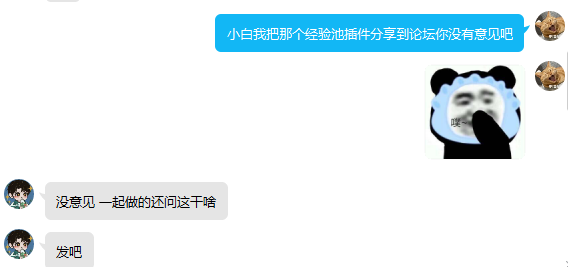 小白我把那个经验池插件分享到论坛你没有意见吧
噗~
没意见 一起做的还问这干啥
发吧